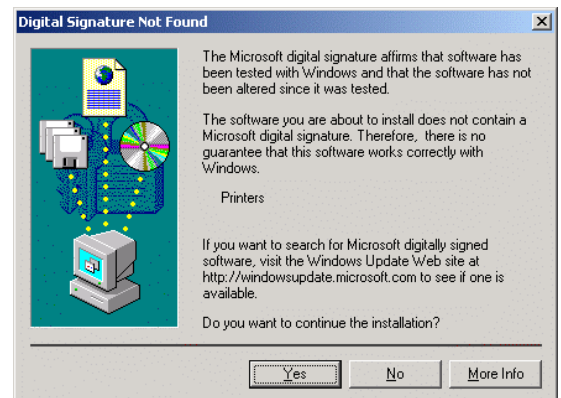 Digital Signature Not Found
The Microsoft digital signature affirms that software has
been tested with Windows and that the software has not
been altered since it was tested.
The software you are about to install does not contain a
Microsoft digital signature. Therefore,  there is no
guarantee that this software works correctly with
Windows.
Printers
If you want to search for Microsoft digitally signed
software, visit the Windows Update Web site at
http://windowsupdate.microsoft.com to see if one is
available.
Do you want to continue the installation?
Yes
No
More Info